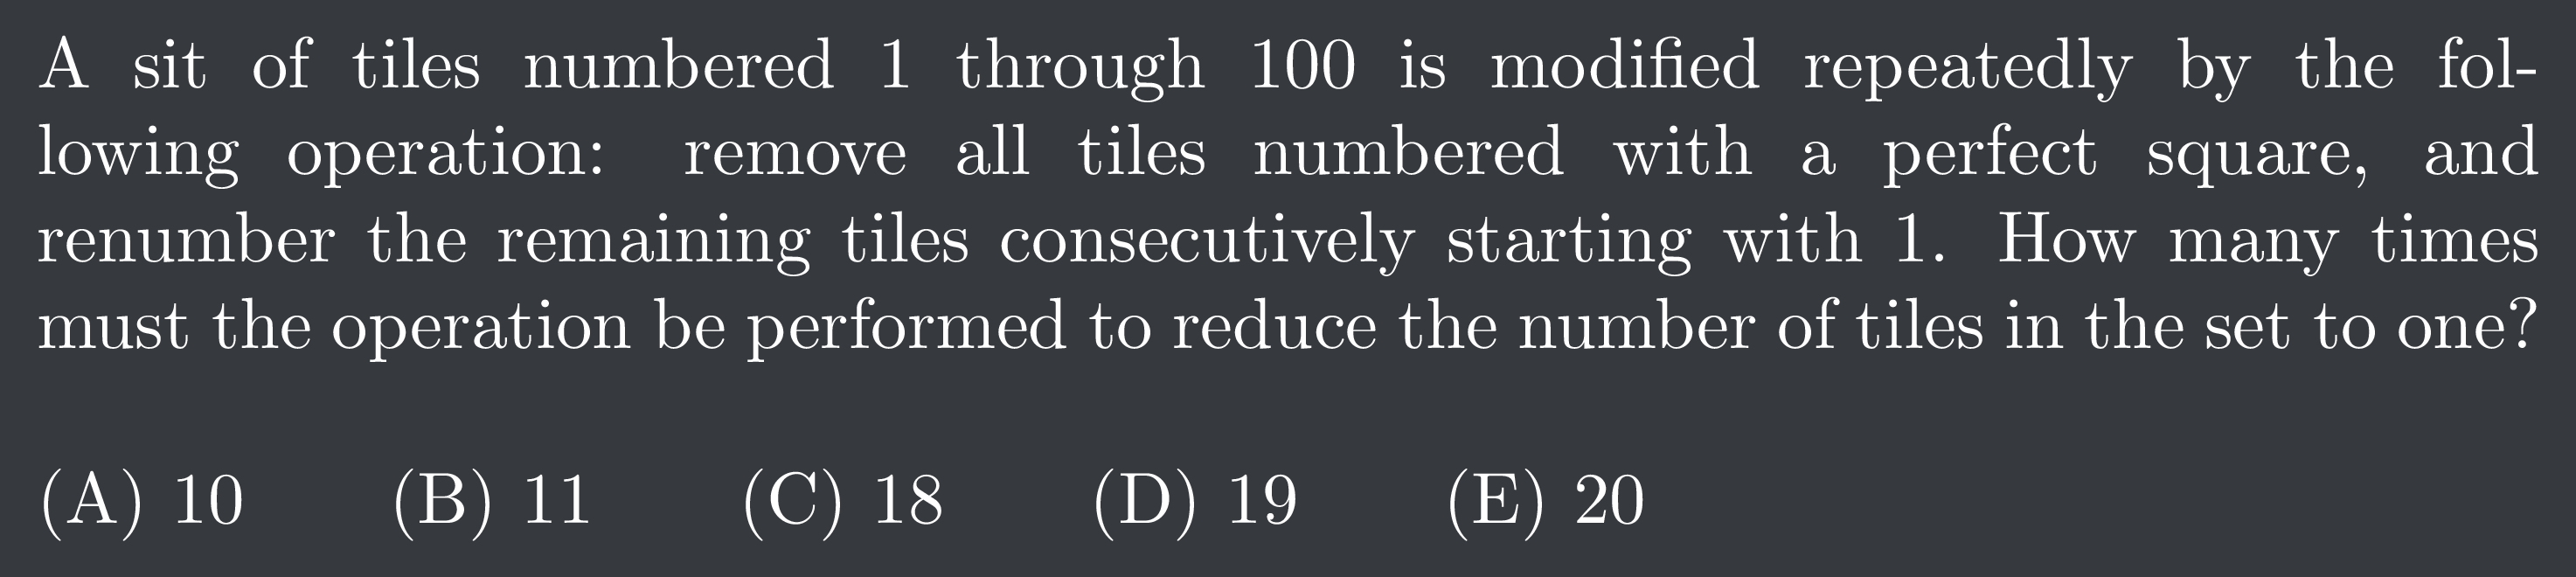 A sit of tiles numbered 1 through 100 is modified repeatedly by the fol-
lowing operation: remove all tiles numbered with a perfect square, and
renumber the remaining tiles consecutively starting with 1. How many times
must the operation be performed to reduce the number of tiles in the set to one?
(A) 10 (B) 11 (C) 18 (D) 19 (E) 20